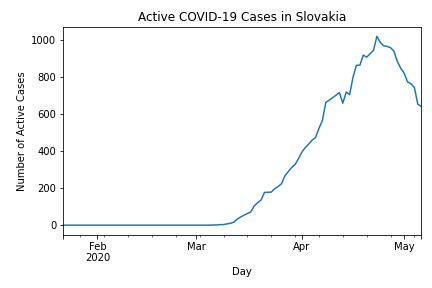 Active COVID-19 Cases in Slovakia
Number of Active Cases
1000
800
600
400
200
0
Feb
2020
Mar
Apr
May
Day